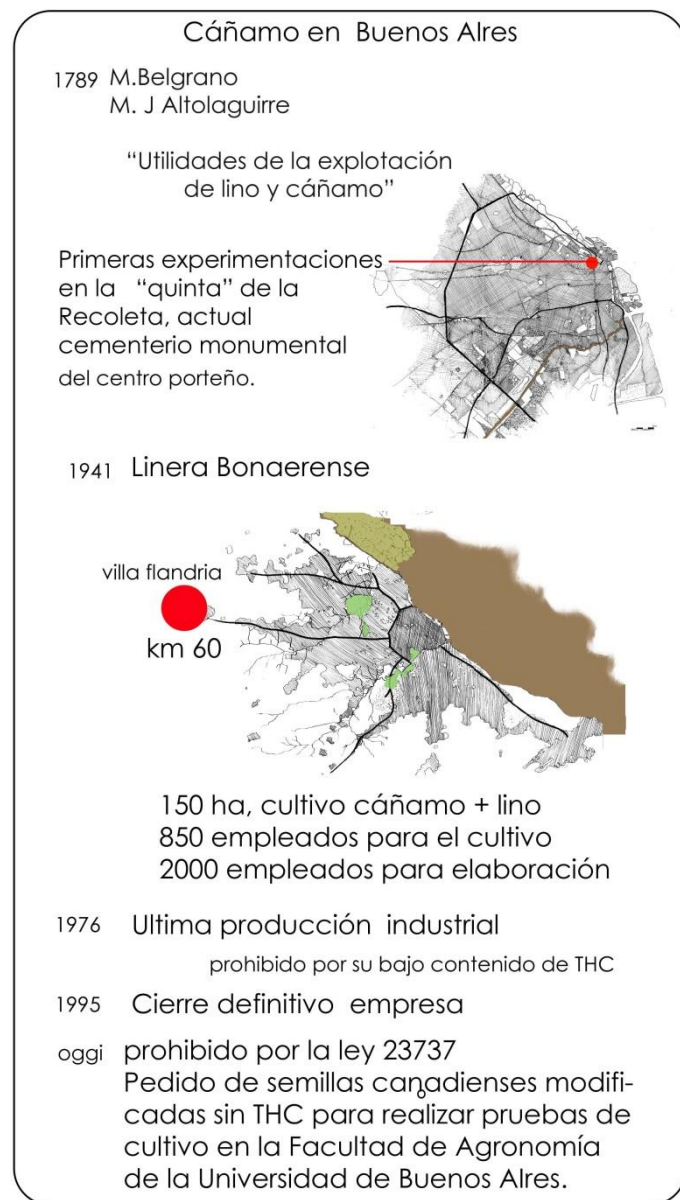 Cáñamo en Buenos AIres
1789 M.Belgrano
M. J Altolaguirre
“Utilidades de la explotación
de lino y cáñamo”
Primeras experimentaciones
en la “quinta” de la
Recoleta, actual
cementerio monumental
del centro porteño.
1941 Linera Bonaerense
villa flandria
km 60
150 ha, cultivo cáñamo + lino
850 empleados para el cultivo
2000 empleados para elaboración
1976 Ultima producción industrial
prohibido por su bajo contenido de THC
1995 Cierre definitivo empresa
oggi prohibido por la ley 23737
Pedido de semillas canadienses modifi-
cadas sin THC para realizar pruebas de
cultivo en la Facultad de Agronomía
de la Universidad de Buenos AIres.